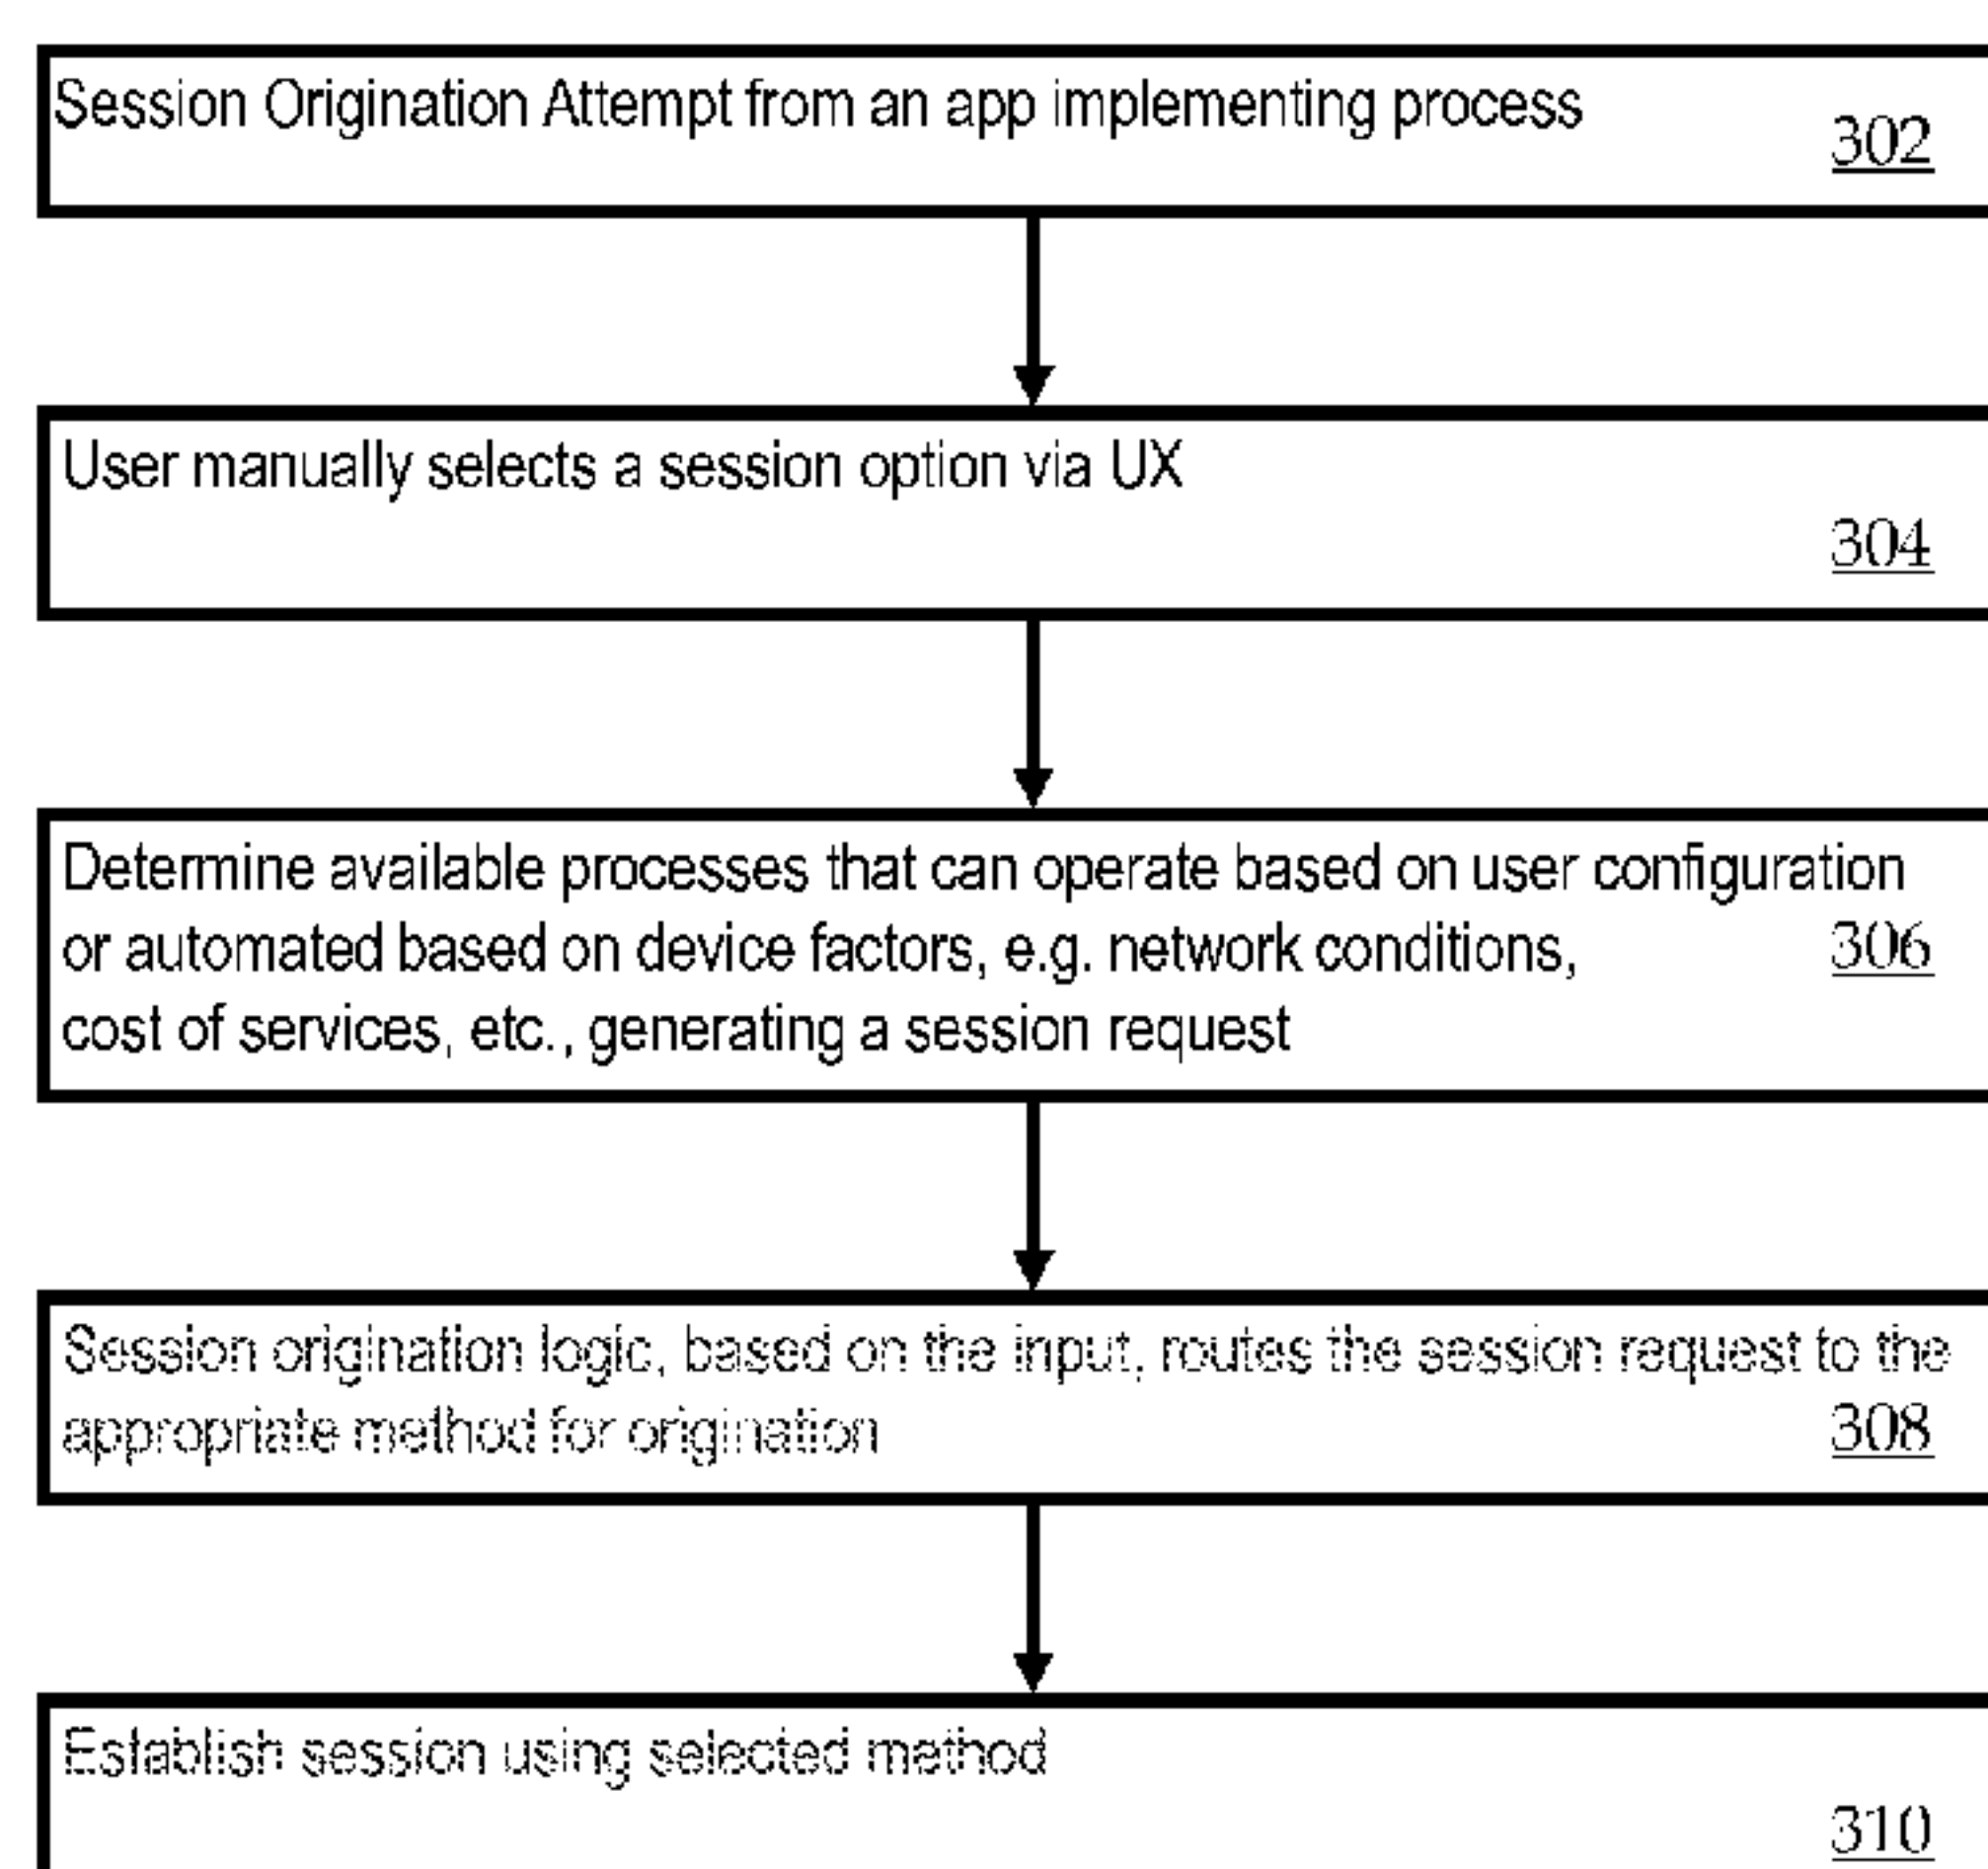 Session Origination Attempt from an app implementing process
302
User manually selects a session option via UX
304
Determine available processes that can operate based on user configuration
or automated based on device factors, e.g. network conditions,
306
cost of services, etc., generating a session request
Session origination logic, based on the input, routes the session request to the
appropriate method for origination
308
Establish session using selected method
310